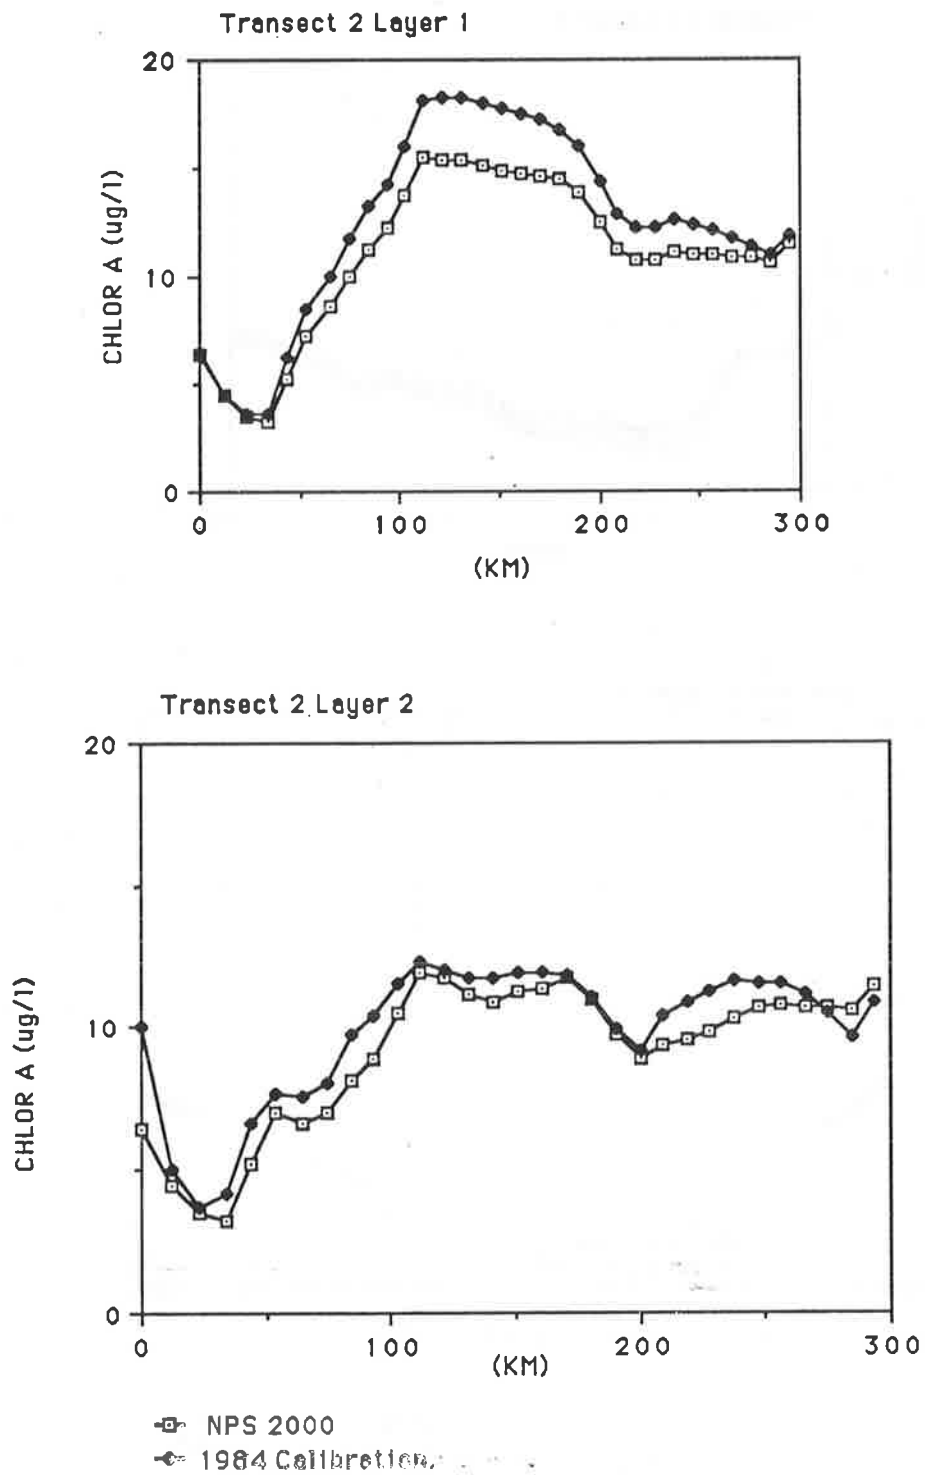 Transect 2 Layer 1
20
10
0
CHLOR A (ug/l)
0 100 200 300
(KM)
Transect 2 Layer 2
20
10
0
CHLOR A (ug/l)
0 100 200 300
(KM)
NPS 2000
1984 Calibration.